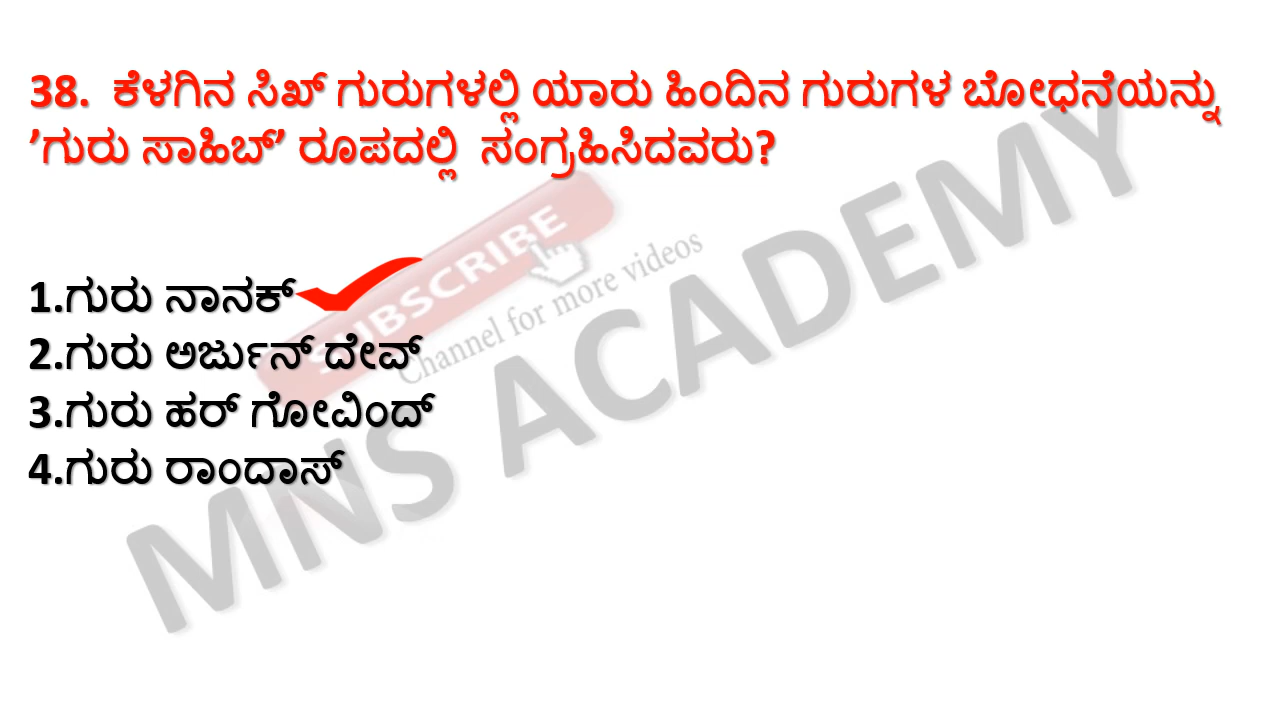 38. ಕೆಳಗಿನ ಸಿಖ್ ಗುರುಗಳಲ್ಲಿ ಯಾರು ಹಿಂದಿನ ಗುರುಗಳ ಬೋಧನೆಯನ್ನು
’ಗುರು ಸಾಹಿಬ್’ ರೂಪದಲ್ಲಿ ಸಂಗ್ರಹಿಸಿದವರು?
1.ಗುರು ನಾನಕ್
2.ಗುರು ಅರ್ಜುನ್ ದೇವ್
3.ಗುರು ಹರ್ ಗೋವಿಂದ್
4.ಗುರು ರಾಂದಾಸ್
SUBSCRIBE
Channel for more videos
MNS ACADEMY